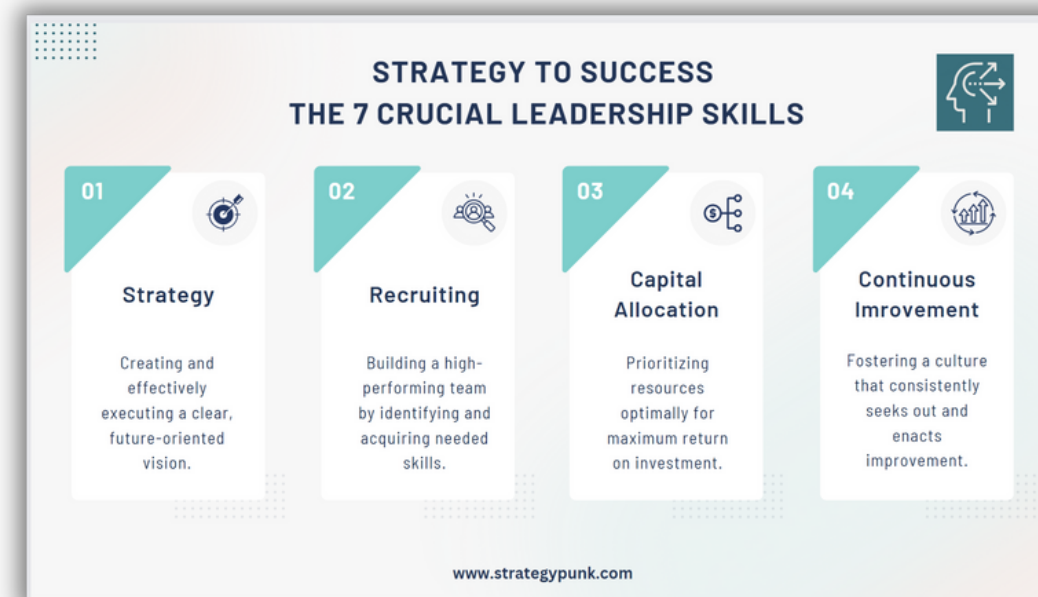 STRATEGY TO SUCCESS
THE 7 CRUCIAL LEADERSHIP SKILLS
01
Strategy
Creating and
effectively
executing a clear,
future-oriented
vision.
02
Recruiting
Building a high-
performing team
by identifying and
acquiring needed
skills.
03
$
Capital
Allocation
Prioritizing
resources
optimally for
maximum return
on investment.
04
Continuous
Imrovement
Fostering a culture
that consistently
seeks out and
enacts
improvement.
www.strategypunk.com